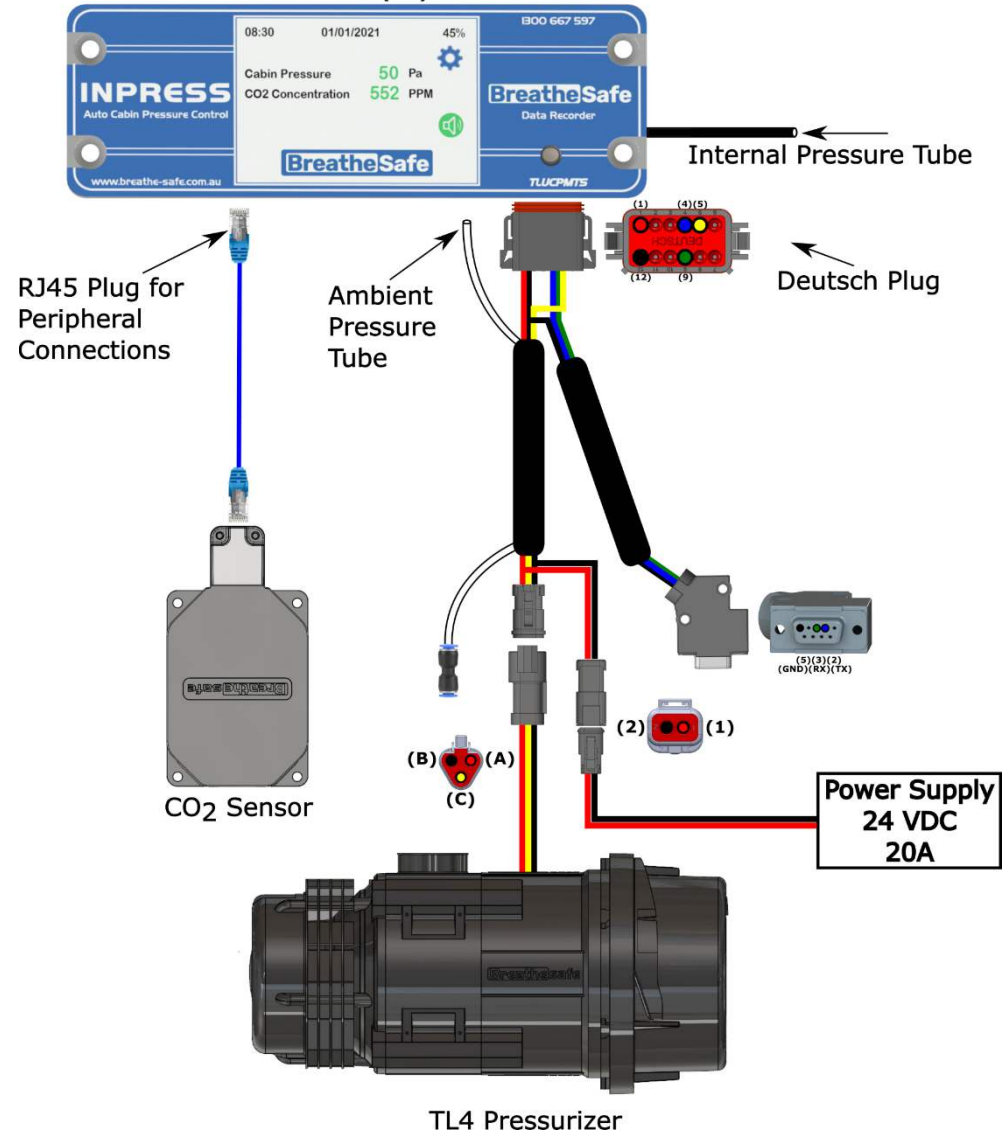 1300 667 597
08:30 01/01/2021 45%
Cabin Pressure 50 Pa
CO2 Concentration 552 PPM
INPRESS
Auto Cabin Pressure Control
BreatheSafe
Data Recorder
BreatheSafe
www.breathe-safe.com.au
TLUCPMTS
Internal Pressure Tube
(1) (4) (5)
DEUTSCH
(12) (9)
Deutsch Plug
RJ45 Plug for
Peripheral
Connections
Ambient
Pressure
Tube
(5)(3)(2)
(GND)(RX)(TX)
Breathesafe
(2) (1)
(B) (A)
(C)
CO2 Sensor
Power Supply
24 VDC
20A
Breathesafe
TL4 Pressurizer